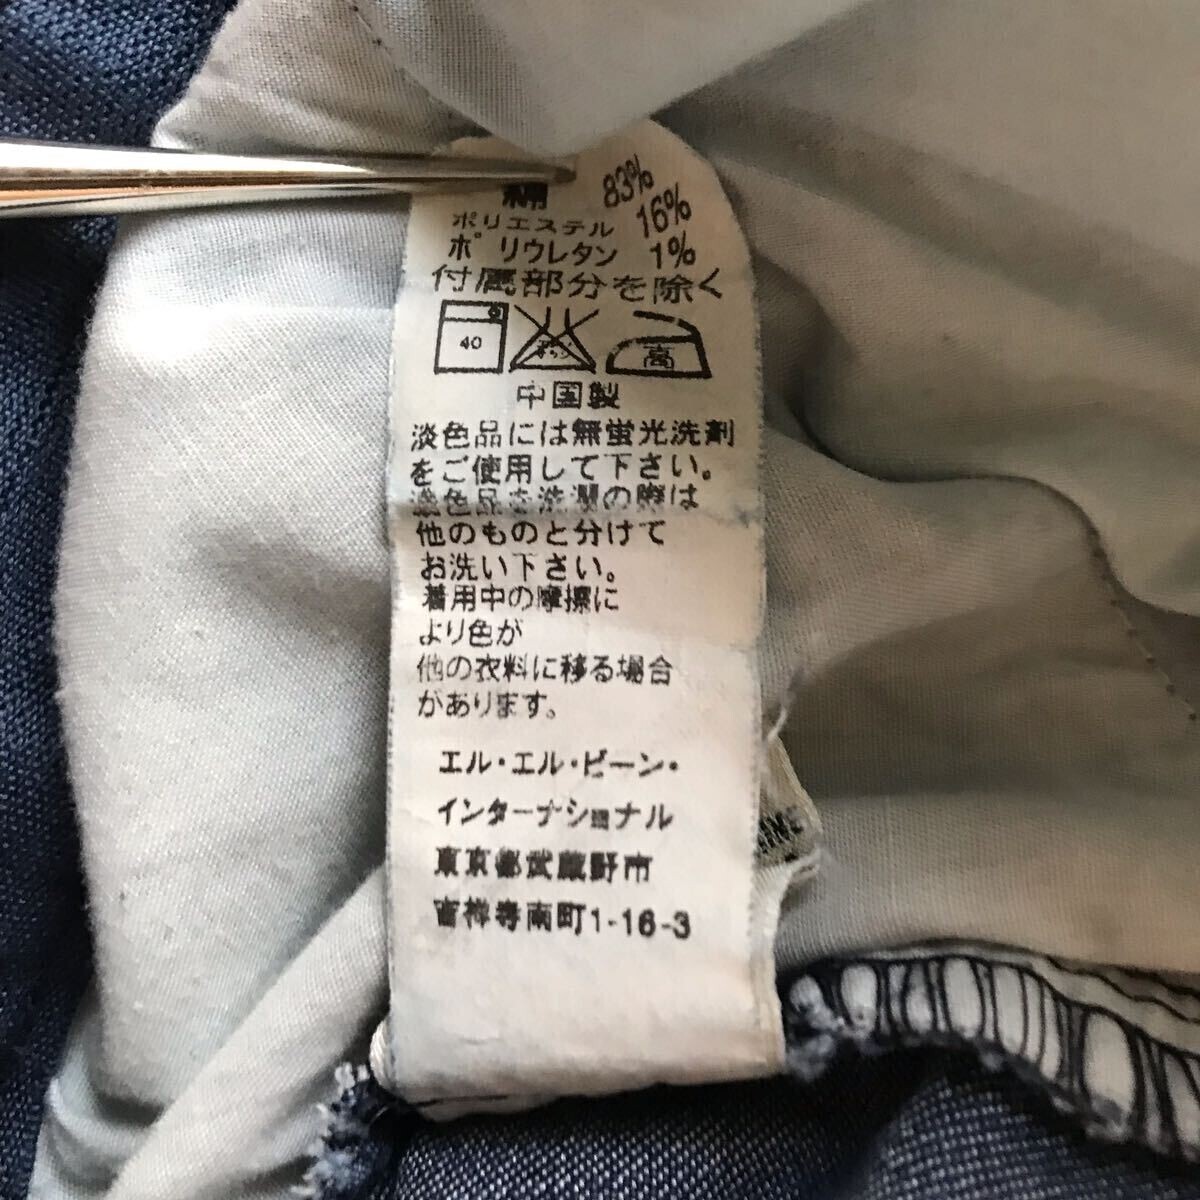 綿 83%
ポリエステル 16%
ポリウレタン 1%
付属部分を除く
40 高
中国製
淡色品には無蛍光洗剤
をご使用して下さい。
濃色品を洗濯の際は
他のものと分けて
お洗い下さい。
着用中の摩擦に
より色が
他の衣料に移る場合
があります。
エル・エル・ビーン・
インターナショナル
東京都武蔵野市
吉祥寺南町1-16-3